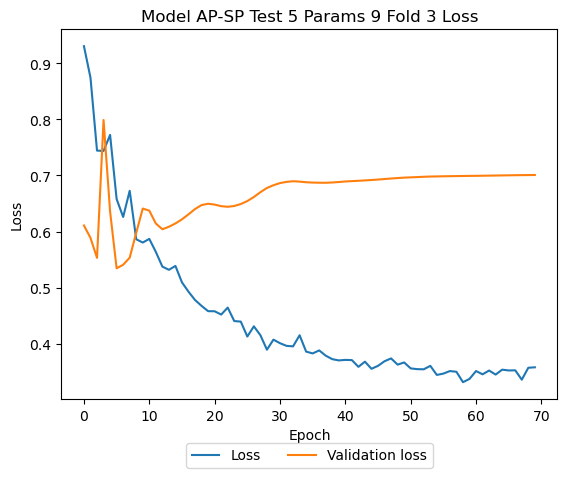 Model AP-SP Test 5 Params 9 Fold 3 Loss
0.9
0.8
0.7
0.6
0.5
0.4
Loss
0 10 20 30 40 50 60 70
Epoch
Loss Validation loss